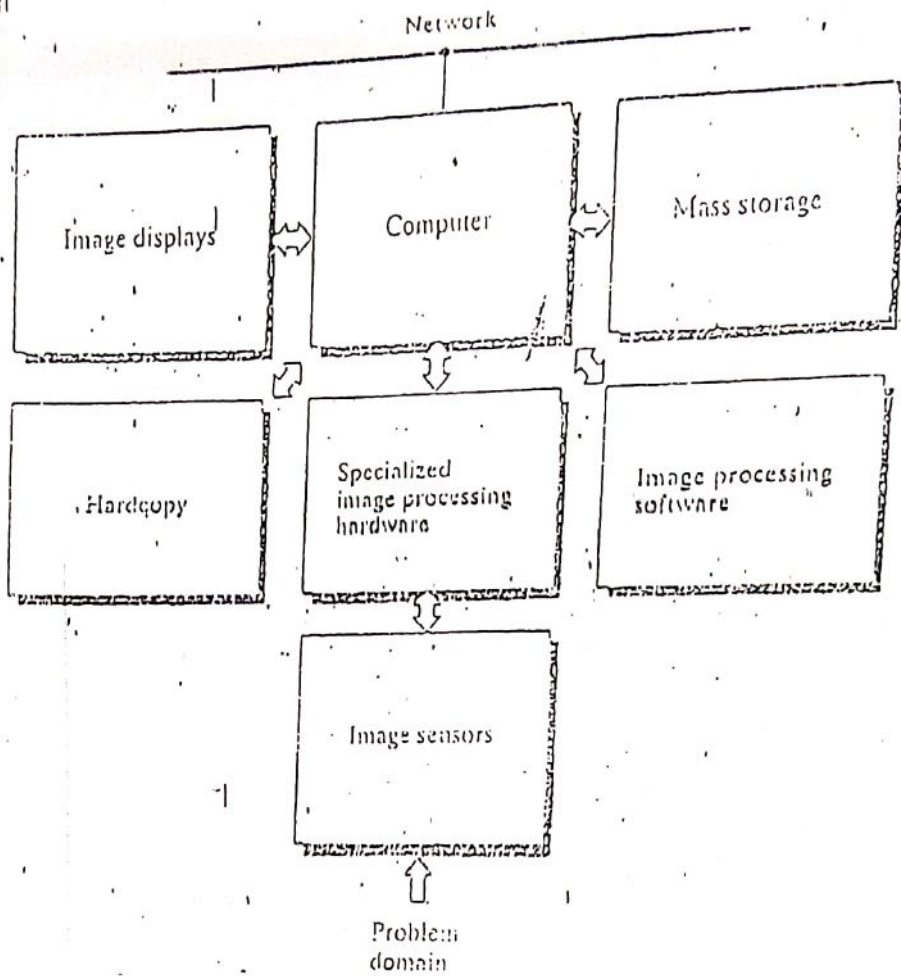 Network
Image displays
Computer
Mass storage
Hardcopy
Specialized
image processing
hardware
Image processing
software
Image sensors
Problem
domain